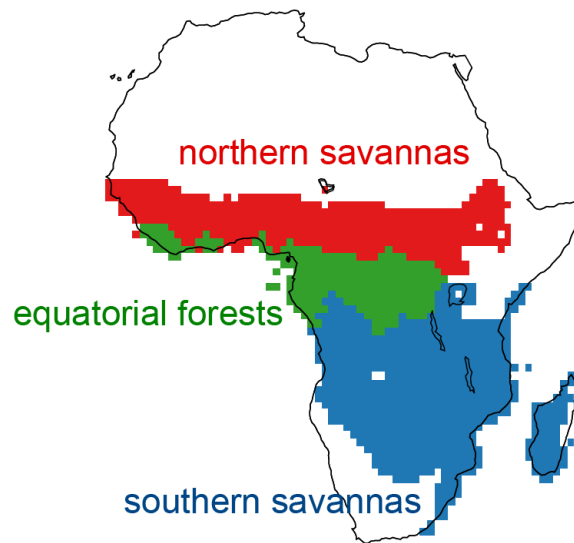 northern savannas
equatorial forests
southern savannas